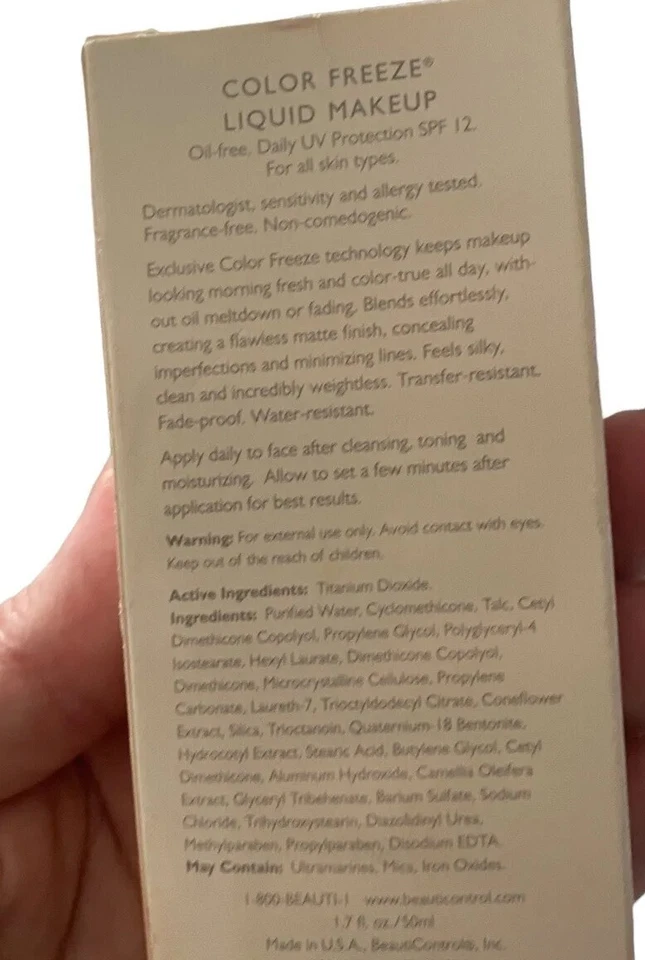 COLOR FREEZE®
LIQUID MAKEUP
Oil-free. Daily UV Protection SPF 12.
For all skin types.
Dermatologist, sensitivity and allergy tested.
Fragrance-free. Non-comedogenic.
Exclusive Color Freeze technology keeps makeup
looking morning fresh and color-true all day, with-
out oil meltdown or fading. Blends effortlessly,
creating a flawless matte finish, concealing
imperfections and minimizing lines. Feels silky,
clean and incredibly weightless. Transfer-resistant.
Fade-proof. Water-resistant.
Apply daily to face after cleansing, toning and
moisturizing. Allow to set a few minutes after
application for best results.
Warning: For external use only. Avoid contact with eyes.
Keep out of the reach of children.
Active Ingredients: Titanium Dioxide.
Ingredients: Purified Water, Cyclomethicone, Talc, Cetyl
Dimethicone Copolyol, Propylene Glycol, Polyglyceryl-4
Isostearate, Hexyl Laurate, Dimethicone Copolyol,
Dimethicone, Microcrystalline Cellulose, Propylene
Carbonate, Laureth-7, Trioctyldodecyl Citrate, Coneflower
Extract, Silica, Trioctanoin, Quaternium-18 Bentonite,
Hydrocotyl Extract, Stearic Acid, Butylene Glycol, Cetyl
Dimethicone, Aluminum Hydroxide, Camellia Oleifera
Extract, Glyceryl Tribehenate, Barium Sulfate, Sodium
Chloride, Trihydroxystearin, Diazolidinyl Urea,
Methylparaben, Propylparaben, Disodium EDTA.
May Contain: Ultramarines, Mica, Iron Oxides.
1-800-BEAUTI-1 www.beauticontrol.com
1.7 fl. oz./50ml
Made in U.S.A., BeautiControl®, Inc.